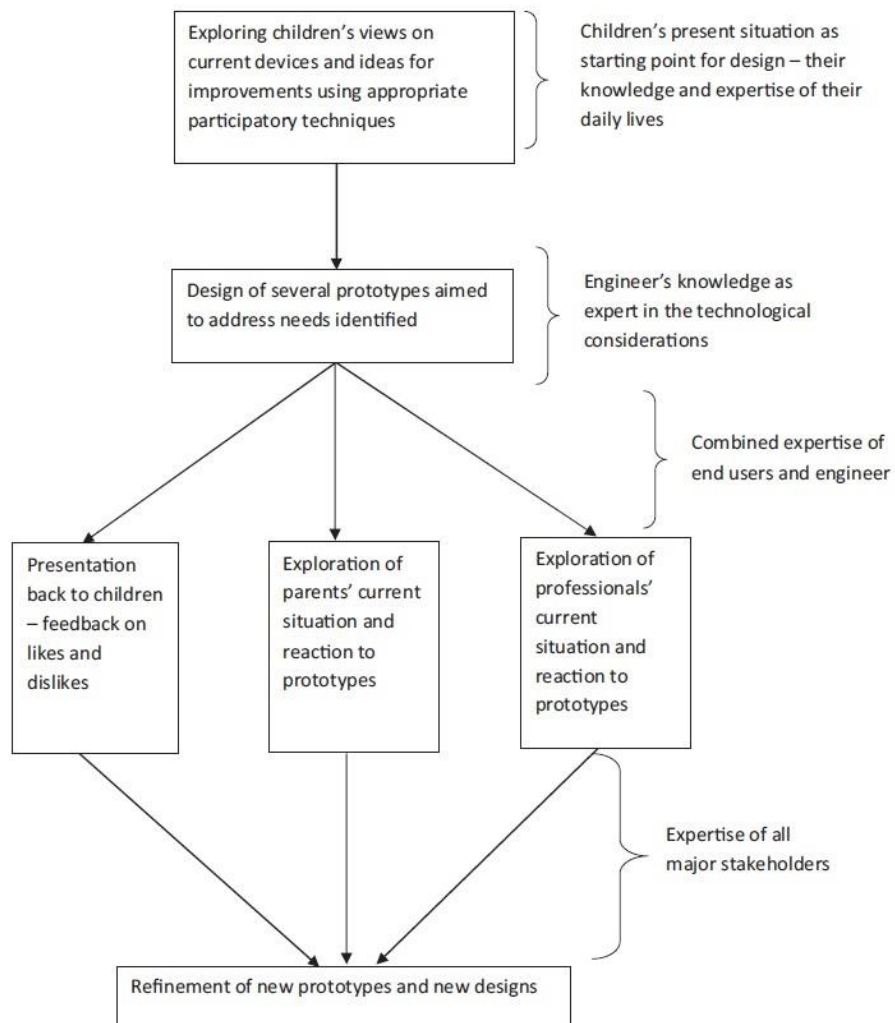 Exploring children’s views on
current devices and ideas for
improvements using appropriate
participatory techniques
Children’s present situation as
starting point for design – their
knowledge and expertise of their
daily lives
Design of several prototypes aimed
to address needs identified
Engineer’s knowledge as
expert in the technological
considerations
Combined expertise of
end users and engineer
Presentation
back to children
– feedback on
likes and
dislikes
Exploration of
parents’ current
situation and
reaction to
prototypes
Exploration of
professionals’
current
situation and
reaction to
prototypes
Expertise of all
major stakeholders
Refinement of new prototypes and new designs